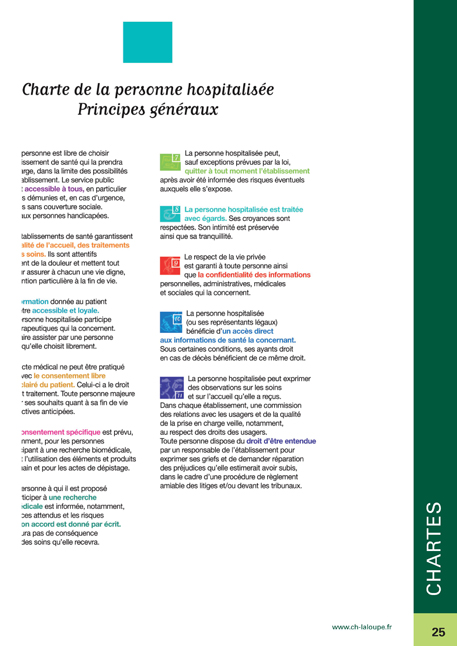 Charte de la personne hospitalisée
Principes généraux
personne est libre de choisir
issement de santé qui la prendra
arge, dans la limite des possibilités
ablissement. Le service public
accessible à tous, en particulier
s démunies et, en cas d'urgence,
s sans couverture sociale.
ux personnes handicapées.
tablissements de santé garantissent
alité de l'accueil, des traitements
s soins. Ils sont attentifs
nt de la douleur et mettent tout
r assurer à chacun une vie digne,
ntion particulière à la fin de vie.
ormation donnée au patient
tre accessible et loyale.
rsonne hospitalisée participe
rapeutiques qui la concernent.
aire assister par une personne
qu'elle choisit librement.
cte médical ne peut être pratiqué
vec le consentement libre
clairé du patient. Celui-ci a le droit
t traitement. Toute personne majeure
ses souhaits quant à sa fin de vie
ctives anticipées.
onsentement spécifique est prévu,
nment, pour les personnes
ipant à une recherche biomédicale,
l'utilisation des éléments et produits
ain et pour les actes de dépistage.
ersonne à qui il est proposé
rticiper à une recherche
dicale est informée, notamment,
ces attendus et les risques
on accord est donné par écrit.
ura pas de conséquence
des soins qu'elle recevra.
7 La personne hospitalisée peut,
sauf exceptions prévues par la loi,
quitter à tout moment l'établissement
après avoir été informée des risques éventuels
auxquels elle s'expose.
8 La personne hospitalisée est traitée
avec égards. Ses croyances sont
respectées. Son intimité est préservée
ainsi que sa tranquillité.
9 Le respect de la vie privée
est garanti à toute personne ainsi
que la confidentialité des informations
personnelles, administratives, médicales
et sociales qui la concernent.
10 La personne hospitalisée
(ou ses représentants légaux)
bénéficie d'un accès direct
aux informations de santé la concernant.
Sous certaines conditions, ses ayants droit
en cas de décès bénéficient de ce même droit.
11 La personne hospitalisée peut exprimer
des observations sur les soins
et sur l'accueil qu'elle a reçus.
Dans chaque établissement, une commission
des relations avec les usagers et de la qualité
de la prise en charge veille, notamment,
au respect des droits des usagers.
Toute personne dispose du droit d'être entendue
par un responsable de l'établissement pour
exprimer ses griefs et de demander réparation
des préjudices qu'elle estimerait avoir subis,
dans le cadre d'une procédure de règlement
amiable des litiges et/ou devant les tribunaux.
CHARTES
www.ch-laloupe.fr
25